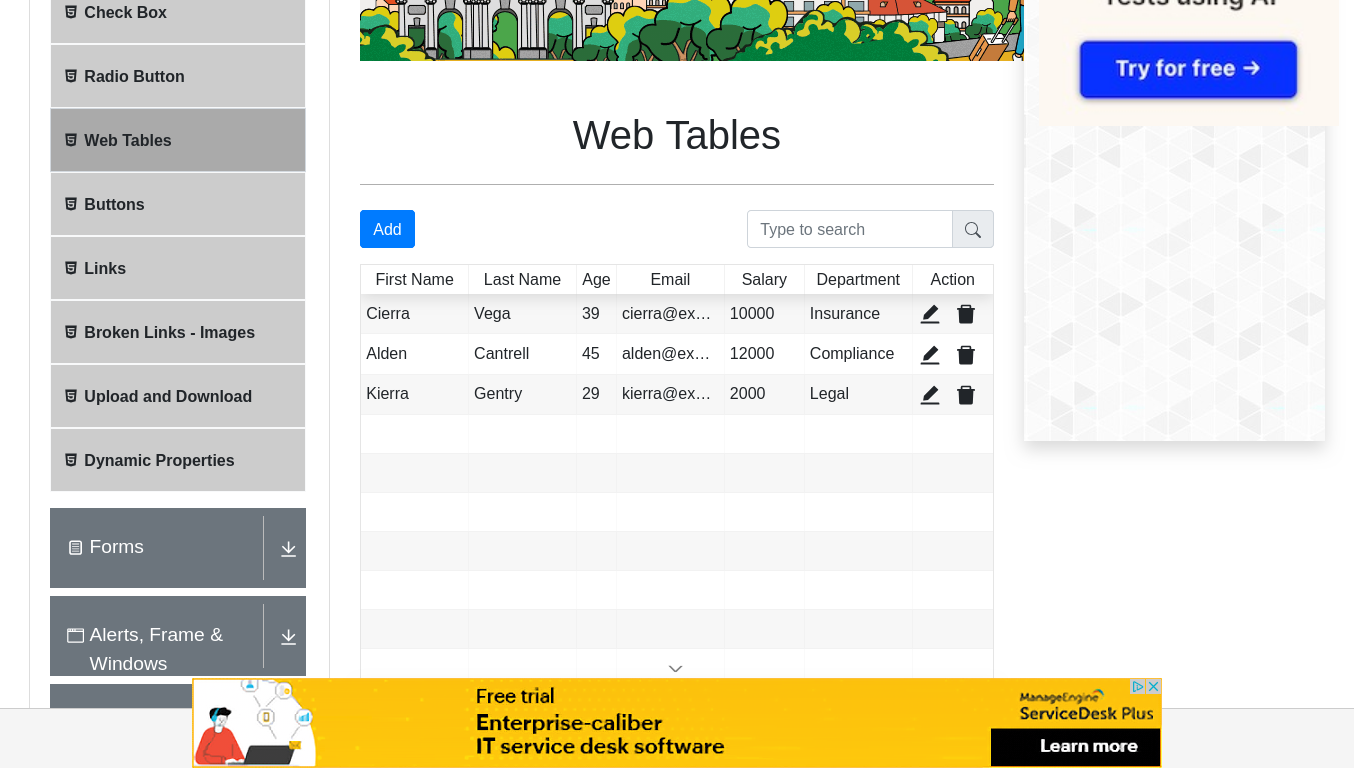 Check Box
Radio Button
Web Tables
Buttons
Links
Broken Links - Images
Upload and Download
Dynamic Properties
Forms
Alerts, Frame &
Windows
Web Tables
Add
Type to search
First Name Last Name Age Email Salary Department Action
Cierra Vega 39 cierra@ex… 10000 Insurance
Alden Cantrell 45 alden@ex… 12000 Compliance
Kierra Gentry 29 kierra@ex… 2000 Legal
Tests using AI
Try for free →
Free trial
Enterprise-caliber
IT service desk software
ManageEngine
ServiceDesk Plus
Learn more